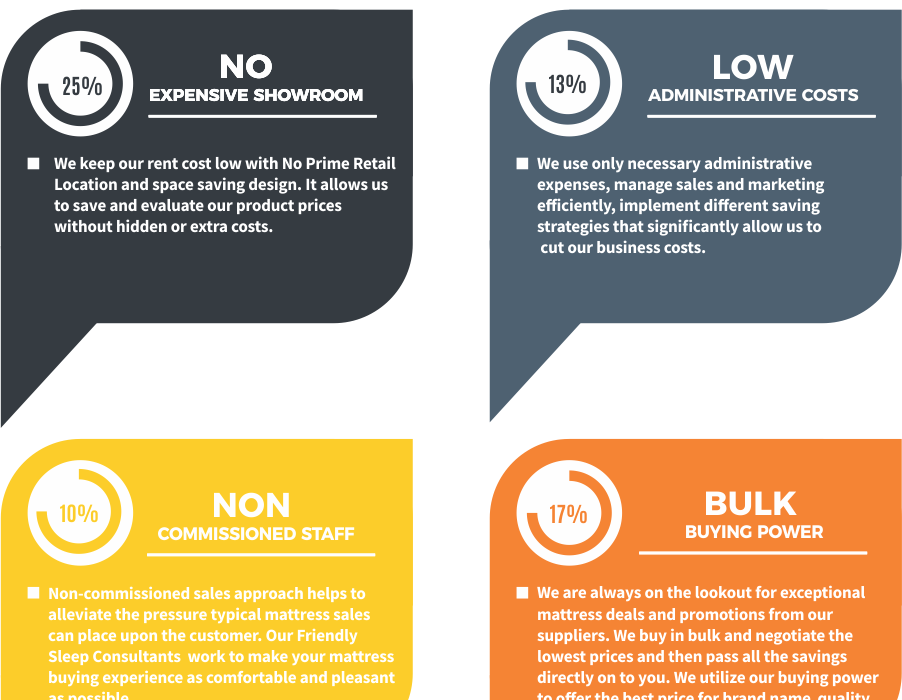 25%
NO
EXPENSIVE SHOWROOM
We keep our rent cost low with No Prime Retail
Location and space saving design. It allows us
to save and evaluate our product prices
without hidden or extra costs.
13%
LOW
ADMINISTRATIVE COSTS
We use only necessary administrative
expenses, manage sales and marketing
efficiently, implement different saving
strategies that significantly allow us to
cut our business costs.
10%
NON
COMMISSIONED STAFF
Non-commissioned sales approach helps to
alleviate the pressure typical mattress sales
can place upon the customer. Our Friendly
Sleep Consultants work to make your mattress
buying experience as comfortable and pleasant
as possible.
17%
BULK
BUYING POWER
We are always on the lookout for exceptional
mattress deals and promotions from our
suppliers. We buy in bulk and negotiate the
lowest prices and then pass all the savings
directly on to you. We utilize our buying power
to offer the best price for brand name, quality